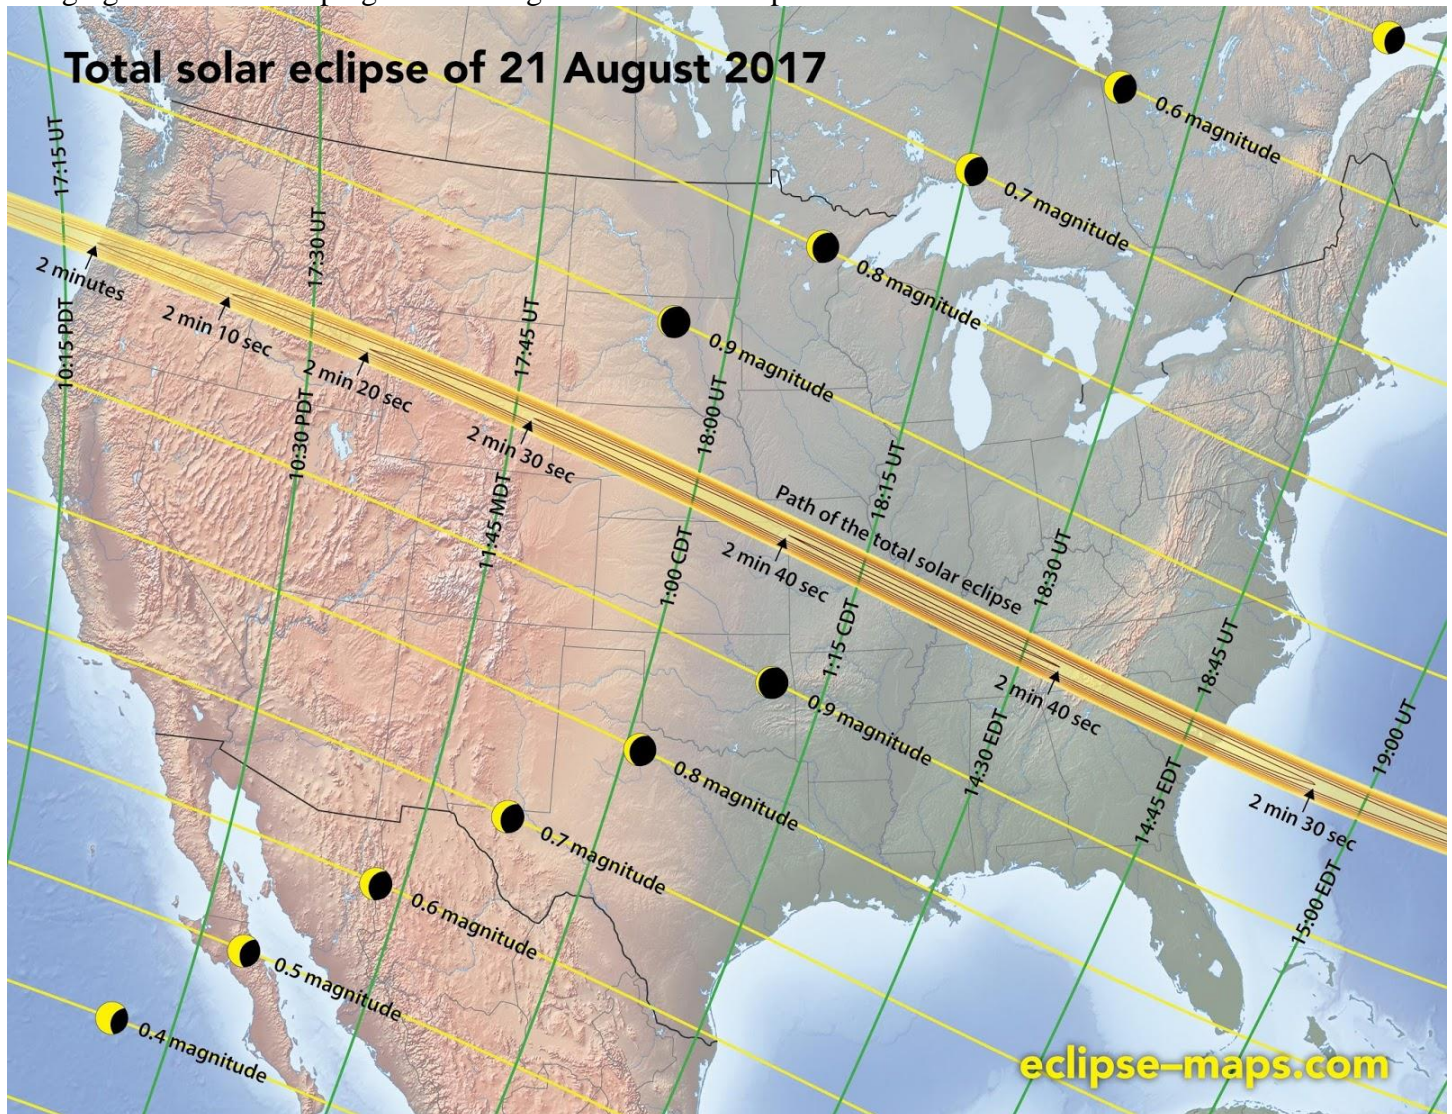 Total solar eclipse of 21 August 2017
17:15 UT
0.6 magnitude
0.7 magnitude
17:30 UT
0.8 magnitude
2 minutes
2 min 10 sec
10:15 PDT
17:45 UT
0.9 magnitude
2 min 20 sec
18:00 UT
10:30 PDT
2 min 30 sec
18:15 UT
11:45 MDT
Path of the total solar eclipse
1:00 CDT
2 min 40 sec
18:30 UT
1:15 CDT
18:45 UT
2 min 40 sec
0.9 magnitude
14:30 EDT
19:00 UT
0.8 magnitude
14:45 EDT
2 min 30 sec
0.7 magnitude
15:00 EDT
0.6 magnitude
0.5 magnitude
0.4 magnitude
eclipse–maps.com